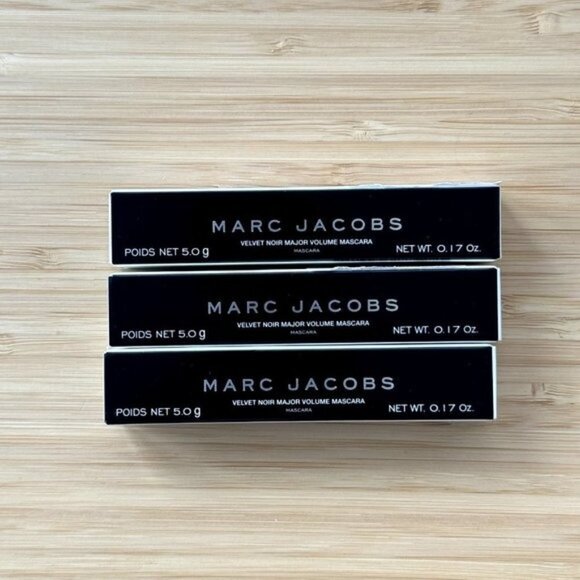 MARC JACOBS
VELVET NOIR MAJOR VOLUME MASCARA
MASCARA
POIDS NET 5.0 g
NET WT. 0.17 Oz.
MARC JACOBS
VELVET NOIR MAJOR VOLUME MASCARA
MASCARA
POIDS NET 5.0 g
NET WT. 0.17 Oz.
MARC JACOBS
VELVET NOIR MAJOR VOLUME MASCARA
MASCARA
POIDS NET 5.0 g
NET WT. 0.17 Oz.